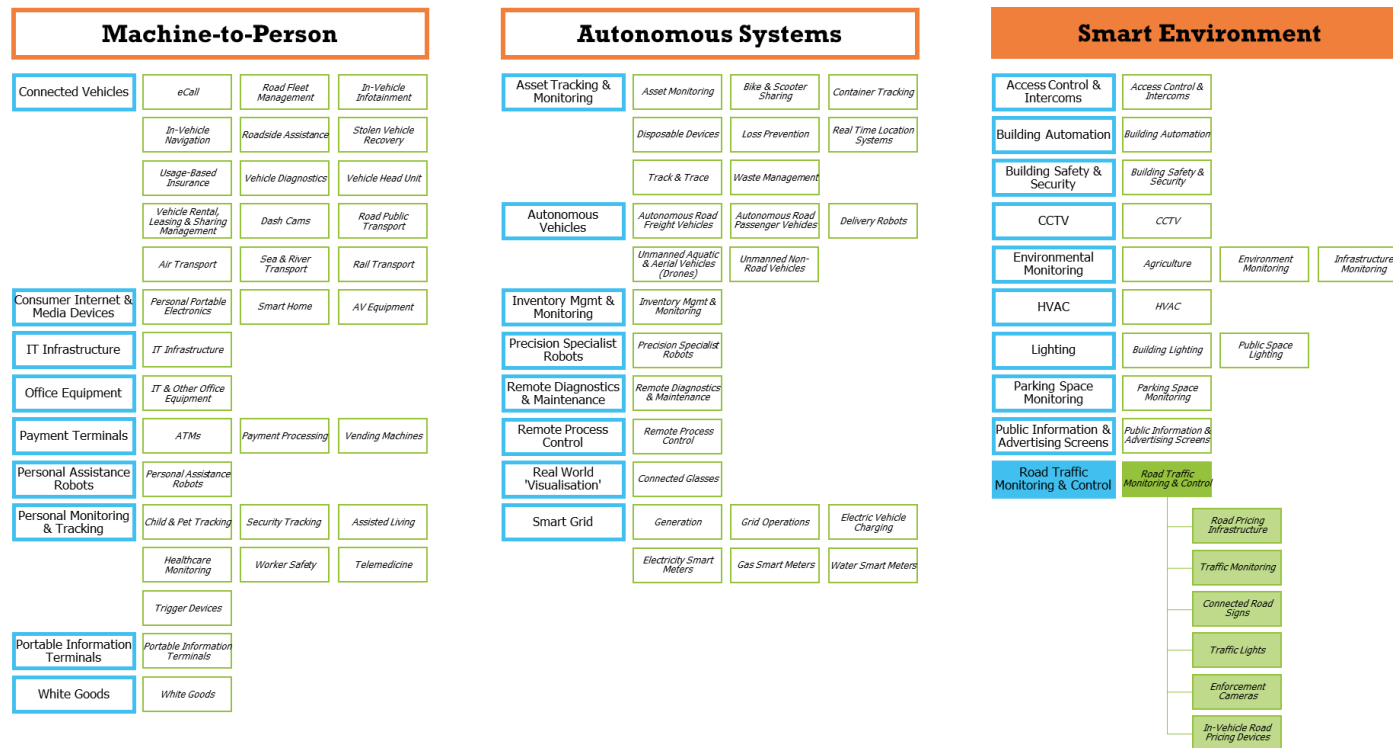 Machine-to-Person
Connected Vehicles
eCall
Road Fleet
Management
In-Vehicle
Infotainment
In-Vehicle
Navigation
Roadside Assistance
Stolen Vehicle
Recovery
Usage-Based
Insurance
Vehicle Diagnostics
Vehicle Head Unit
Vehicle Rental,
Leasing & Sharing
Management
Dash Cams
Road Public
Transport
Air Transport
Sea & River
Transport
Rail Transport
Consumer Internet &
Media Devices
Personal Portable
Electronics
Smart Home
AV Equipment
IT Infrastructure
IT Infrastructure
Office Equipment
IT & Other Office
Equipment
Payment Terminals
ATMs
Payment Processing
Vending Machines
Personal Assistance
Robots
Personal Assistance
Robots
Personal Monitoring
& Tracking
Child & Pet Tracking
Security Tracking
Assisted Living
Healthcare
Monitoring
Worker Safety
Telemedicine
Trigger Devices
Portable Information
Terminals
Portable Information
Terminals
White Goods
White Goods
Autonomous Systems
Asset Tracking &
Monitoring
Asset Monitoring
Bike & Scooter
Sharing
Container Tracking
Disposable Devices
Loss Prevention
Real Time Location
Systems
Track & Trace
Waste Management
Autonomous
Vehicles
Autonomous Road
Freight Vehicles
Autonomous Road
Passenger Vehicles
Delivery Robots
Unmanned Aquatic
& Aerial Vehicles
(Drones)
Unmanned Non-
Road Vehicles
Inventory Mgmt &
Monitoring
Inventory Mgmt &
Monitoring
Precision Specialist
Robots
Precision Specialist
Robots
Remote Diagnostics
& Maintenance
Remote Diagnostics
& Maintenance
Remote Process
Control
Remote Process
Control
Real World
'Visualisation'
Connected Glasses
Smart Grid
Generation
Grid Operations
Electric Vehicle
Charging
Electricity Smart
Meters
Gas Smart Meters
Water Smart Meters
Smart Environment
Access Control &
Intercoms
Access Control &
Intercoms
Building Automation
Building Automation
Building Safety &
Security
Building Safety &
Security
CCTV
CCTV
Environmental
Monitoring
Agriculture
Environment
Monitoring
Infrastructure
Monitoring
HVAC
HVAC
Lighting
Building Lighting
Public Space
Lighting
Parking Space
Monitoring
Parking Space
Monitoring
Public Information &
Advertising Screens
Public Information &
Advertising Screens
Road Traffic
Monitoring & Control
Road Traffic
Monitoring & Control
Road Pricing
Infrastructure
Traffic Monitoring
Connected Road
Signs
Traffic Lights
Enforcement
Cameras
In-Vehicle Road
Pricing Devices